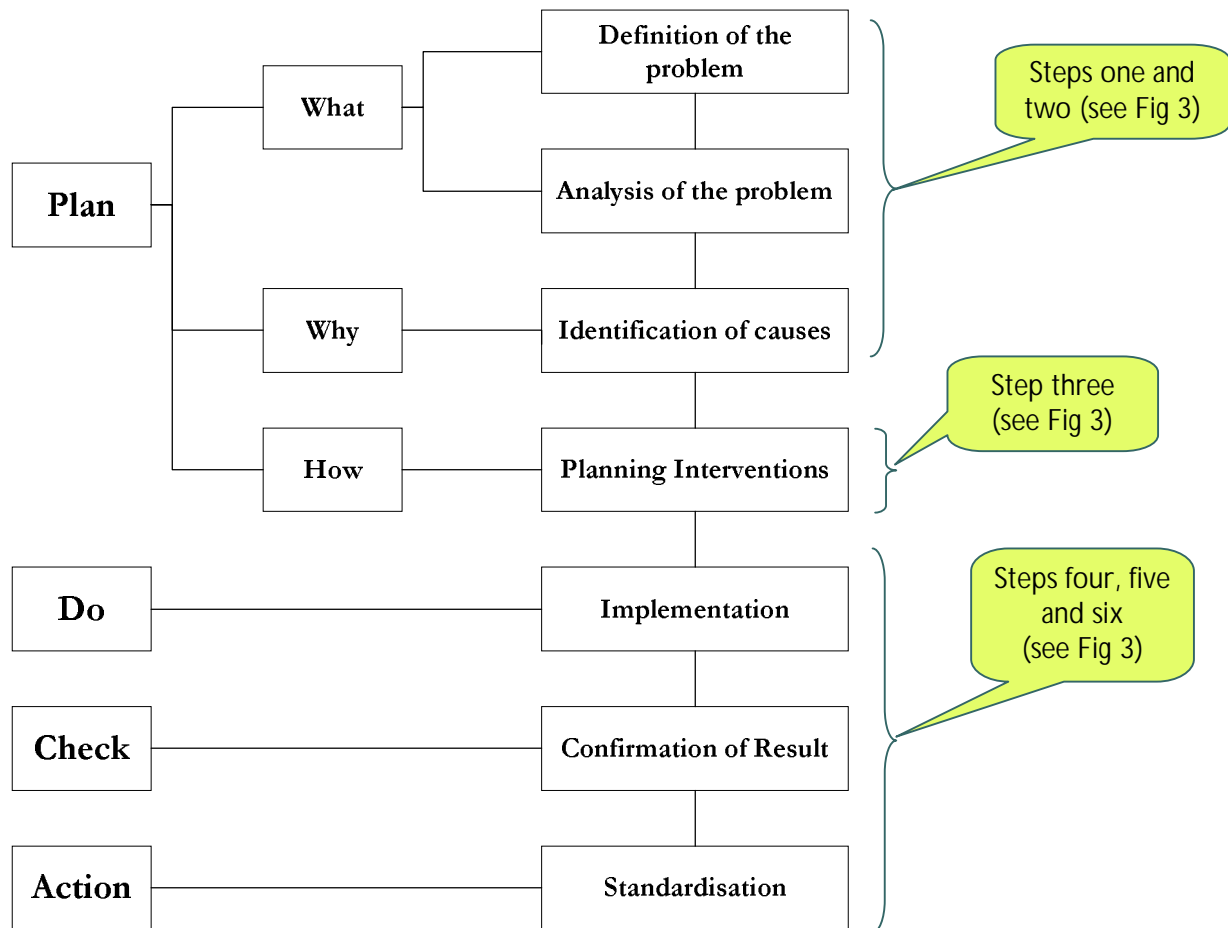 Definition of the
problem
Steps one and
two (see Fig 3)
What
Plan
Analysis of the problem
Why
Identification of causes
Step three
(see Fig 3)
How
Planning Interventions
Do
Implementation
Steps four, five
and six
(see Fig 3)
Check
Confirmation of Result
Action
Standardisation